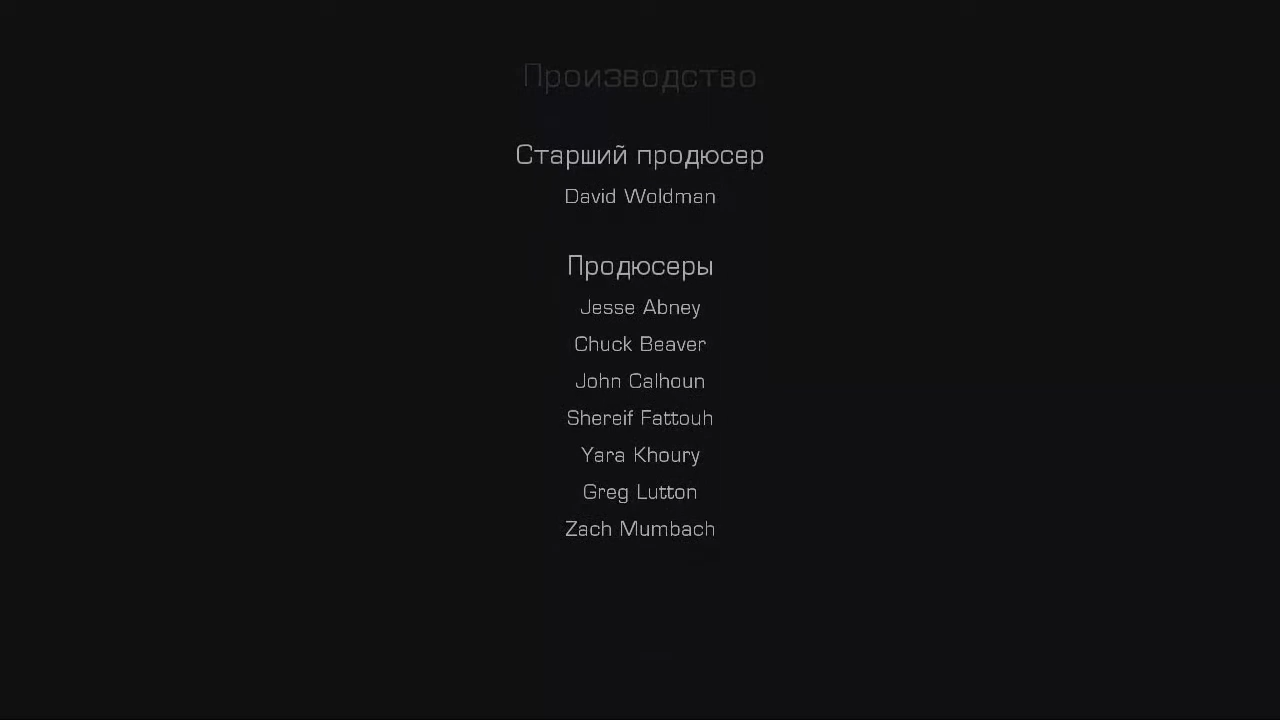 Производство
Старший продюсер
David Woldman
Продюсеры
Jesse Abney
Chuck Beaver
John Calhoun
Shereif Fattouh
Yara Khoury
Greg Lutton
Zach Mumbach